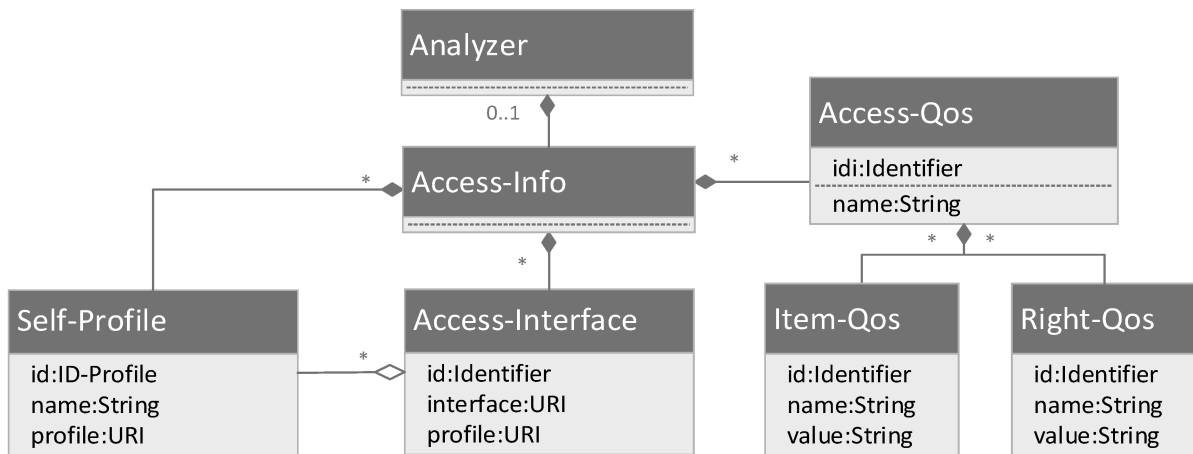 Analyzer
0..1
Access-Qos
idi:Identifier
name:String
*
Access-Info
*
*
*
*
Self-Profile
id:ID-Profile
name:String
profile:URI
*
Access-Interface
id:Identifier
interface:URI
profile:URI
Item-Qos
id:Identifier
name:String
value:String
Right-Qos
id:Identifier
name:String
value:String